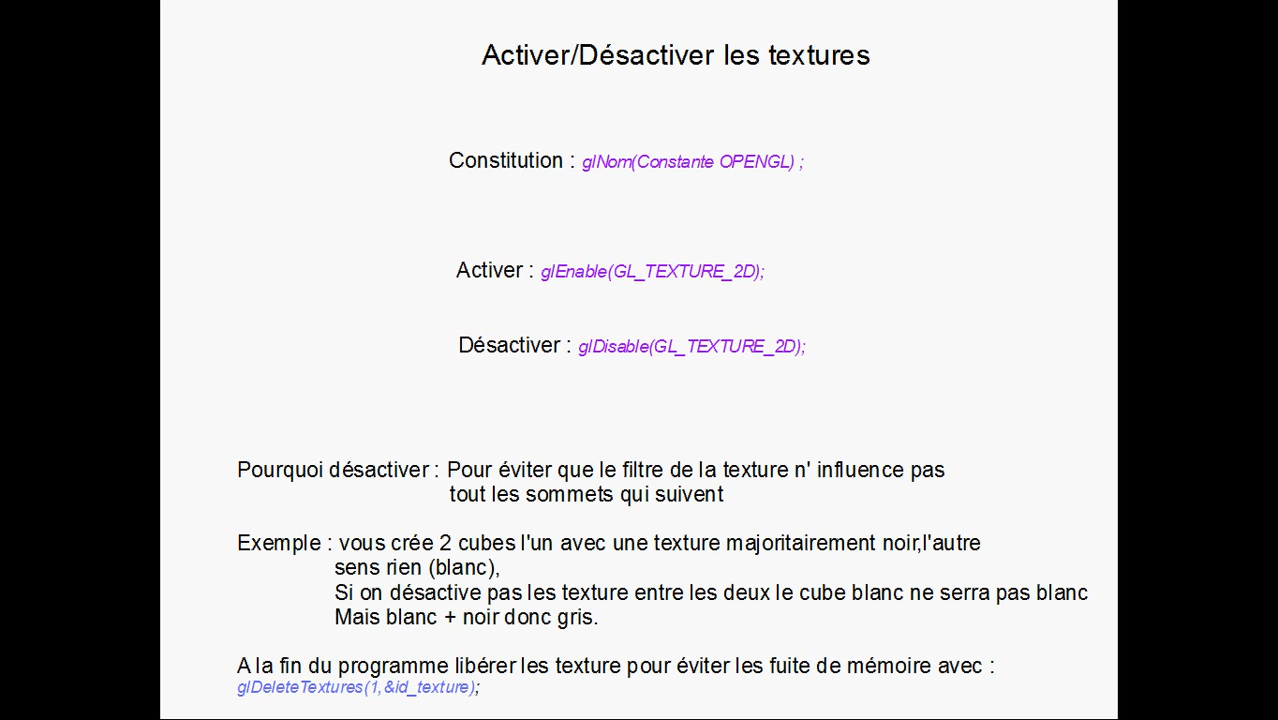 Activer/Désactiver les textures
Constitution : glNom(Constante OPENGL) ;
Activer : glEnable(GL_TEXTURE_2D);
Désactiver : glDisable(GL_TEXTURE_2D);
Pourquoi désactiver : Pour éviter que le filtre de la texture n' influence pas
tout les sommets qui suivent
Exemple : vous crée 2 cubes l'un avec une texture majoritairement noir,l'autre
sens rien (blanc),
Si on désactive pas les texture entre les deux le cube blanc ne serra pas blanc
Mais blanc + noir donc gris.
A la fin du programme libérer les texture pour éviter les fuite de mémoire avec :
glDeleteTextures(1,&id_texture);